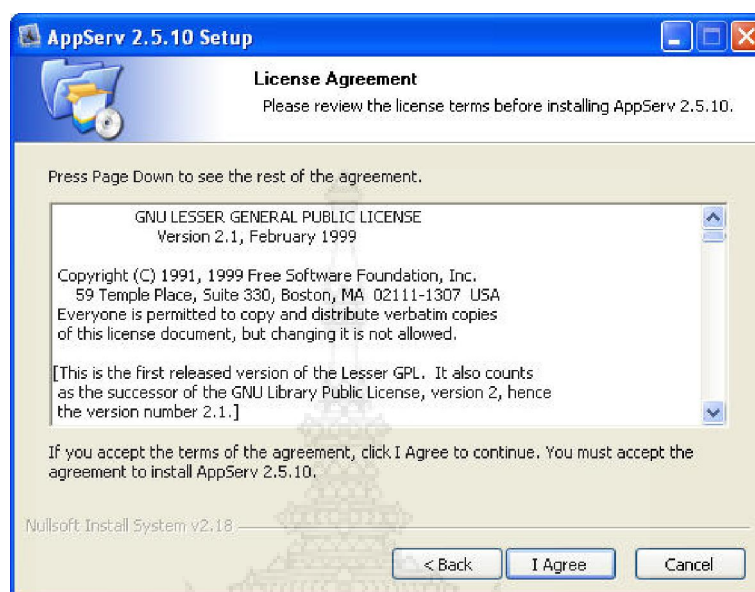 AppServ 2.5.10 Setup
License Agreement
Please review the license terms before installing AppServ 2.5.10.
Press Page Down to see the rest of the agreement.
GNU LESSER GENERAL PUBLIC LICENSE
Version 2.1, February 1999
Copyright (C) 1991, 1999 Free Software Foundation, Inc.
59 Temple Place, Suite 330, Boston, MA 02111-1307 USA
Everyone is permitted to copy and distribute verbatim copies
of this license document, but changing it is not allowed.
[This is the first released version of the Lesser GPL. It also counts
as the successor of the GNU Library Public License, version 2, hence
the version number 2.1.]
If you accept the terms of the agreement, click I Agree to continue. You must accept the
agreement to install AppServ 2.5.10.
Nullsoft Install System v2.18
< Back I Agree Cancel